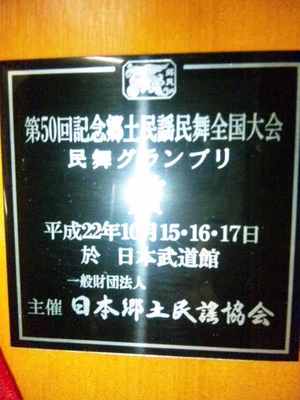 第50回記念郷土民謡民舞全国大会
民舞グランプリ
平成22年10月15・16・17日
於 日本武道館
一般財団法人
主催 日本郷土民謡協会